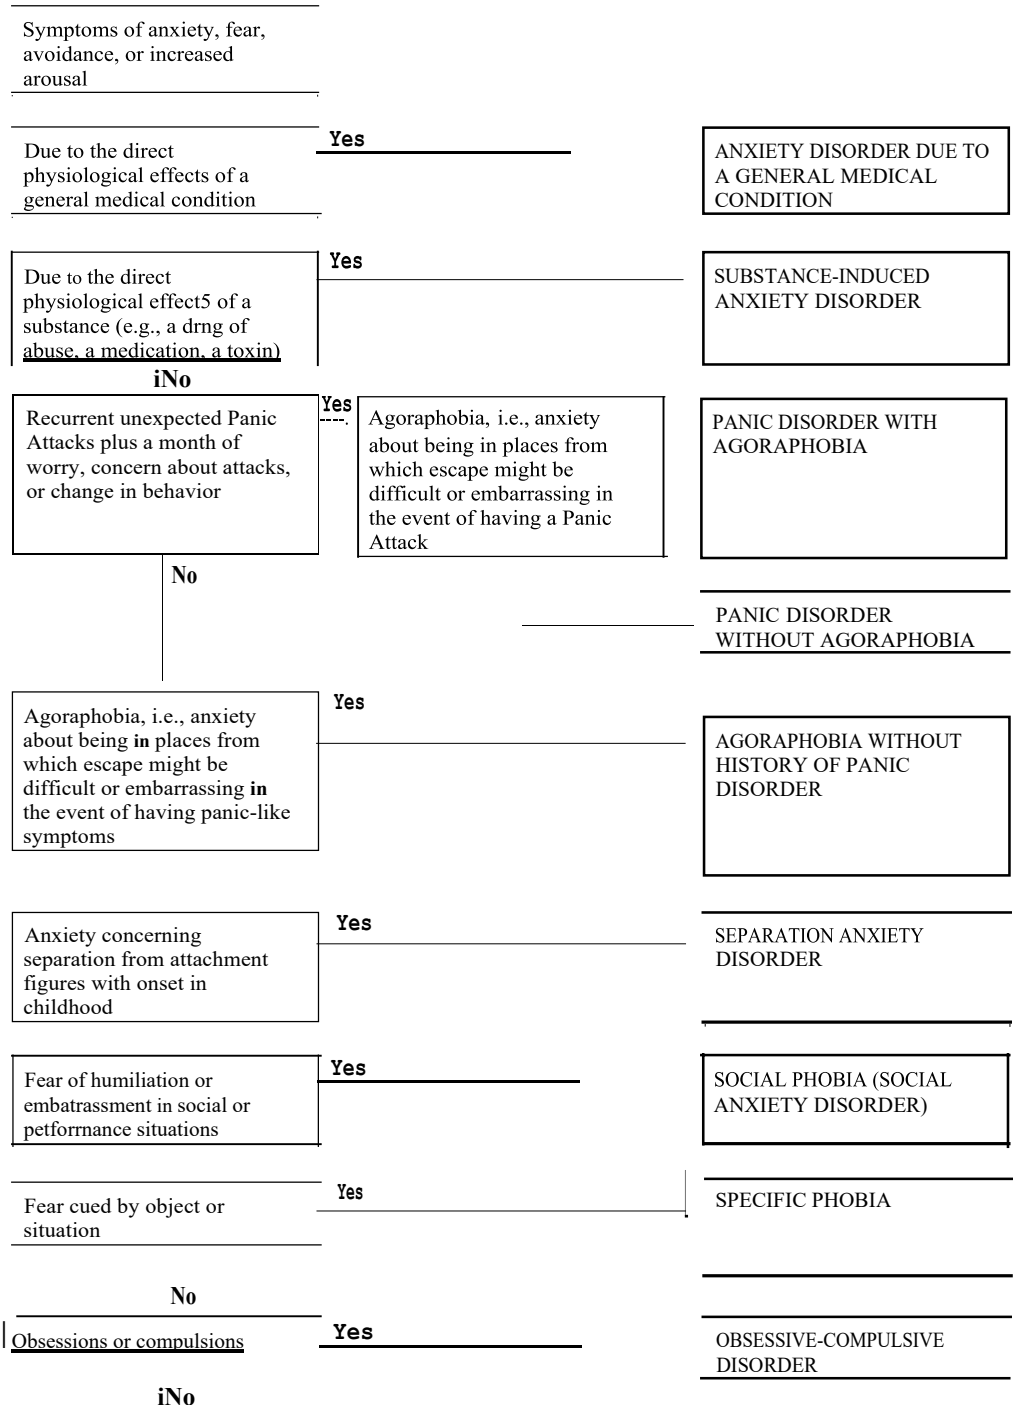 Symptoms of anxiety, fear,
avoidance, or increased
arousal
Yes
Due to the direct
physiological effects of a
general medical condition
ANXIETY DISORDER DUE TO
A GENERAL MEDICAL
CONDITION
Yes
Due to the direct
physiological effect5 of a
substance (e.g., a drng of
abuse, a medication, a toxin)
SUBSTANCE-INDUCED
ANXIETY DISORDER
iNo
Recurrent unexpected Panic
Attacks plus a month of
worry, concern about attacks,
or change in behavior
Yes
Agoraphobia, i.e., anxiety
about being in places from
which escape might be
difficult or embarrassing in
the event of having a Panic
Attack
PANIC DISORDER WITH
AGORAPHOBIA
No
PANIC DISORDER
WITHOUT AGORAPHOBIA
Yes
Agoraphobia, i.e., anxiety
about being in places from
which escape might be
difficult or embarrassing in
the event of having panic-like
symptoms
AGORAPHOBIA WITHOUT
HISTORY OF PANIC
DISORDER
Yes
Anxiety concerning
separation from attachment
figures with onset in
childhood
SEPARATION ANXIETY
DISORDER
Yes
Fear of humiliation or
embatrassment in social or
petforrnance situations
SOCIAL PHOBIA (SOCIAL
ANXIETY DISORDER)
Yes
Fear cued by object or
situation
SPECIFIC PHOBIA
No
Obsessions or compulsions
Yes
OBSESSIVE-COMPULSIVE
DISORDER
iNo